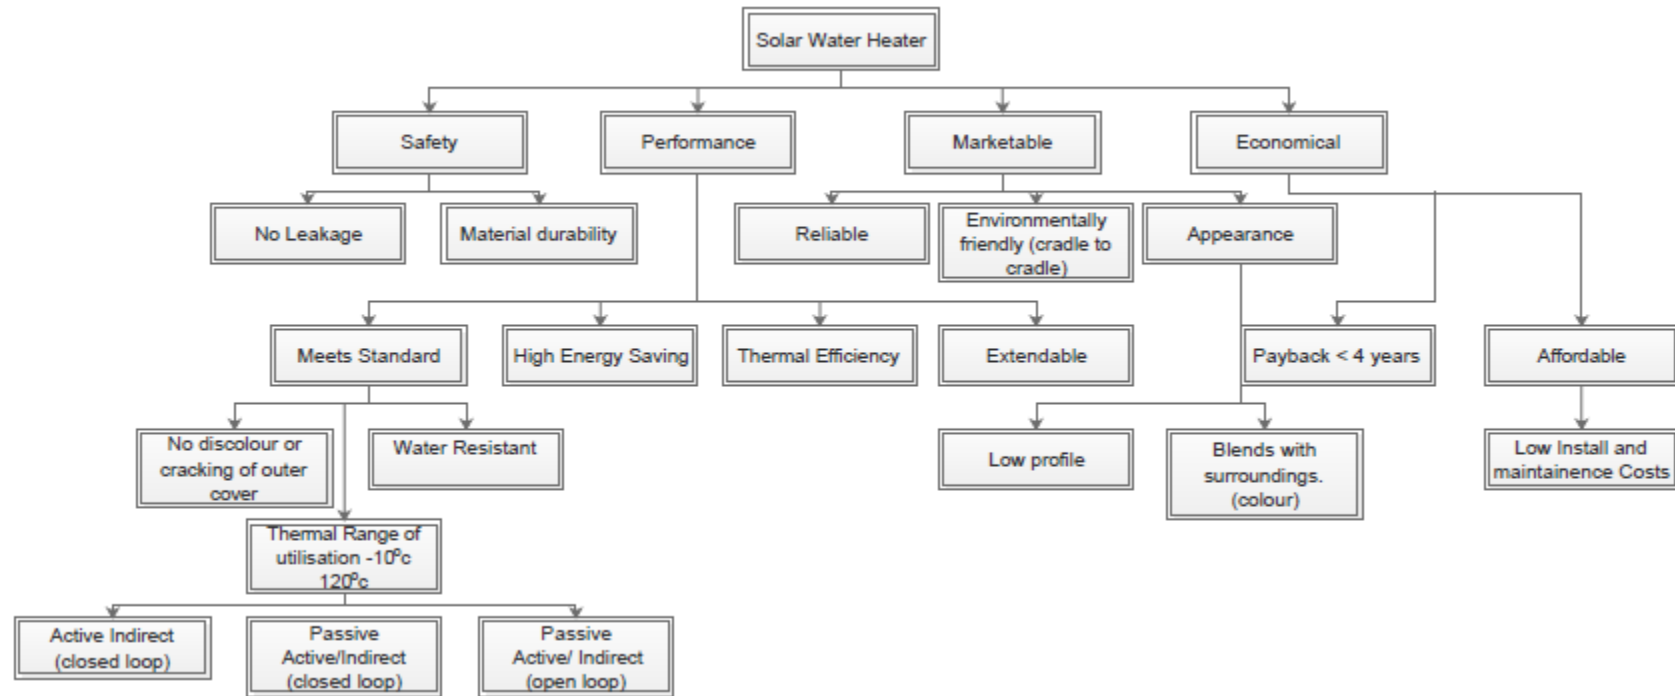 Solar Water Heater
Safety
Performance
Marketable
Economical
No Leakage
Material durability
Reliable
Environmentally
friendly (cradle to
cradle)
Appearance
Meets Standard
High Energy Saving
Thermal Efficiency
Extendable
Payback < 4 years
Affordable
No discolour or
cracking of outer
cover
Water Resistant
Low profile
Blends with
surroundings.
(colour)
Low Install and
maintainence Costs
Thermal Range of
utilisation -10⁰c
120⁰c
Active Indirect
(closed loop)
Passive
Active/Indirect
(closed loop)
Passive
Active/ Indirect
(open loop)